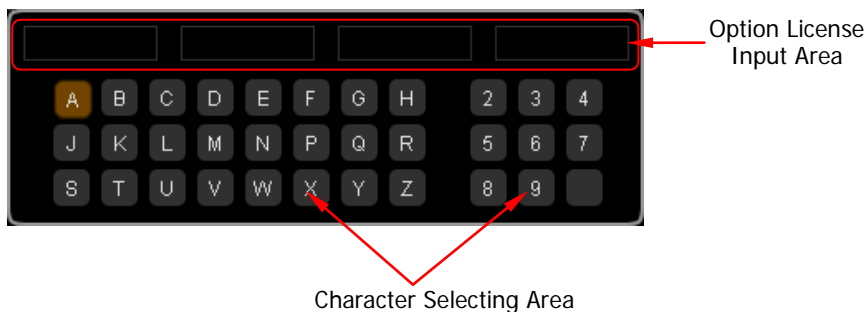 Option License
Input Area
A B C D E F G H 2 3 4
J K L M N P Q R 5 6 7
S T U V W X Y Z 8 9
Character Selecting Area